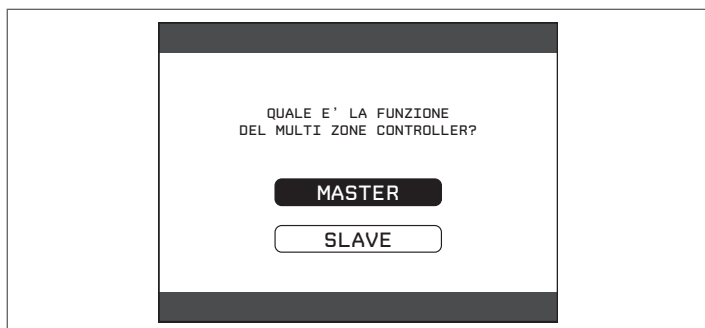 QUALE E' LA FUNZIONE
DEL MULTI ZONE CONTROLLER?
MASTER
SLAVE